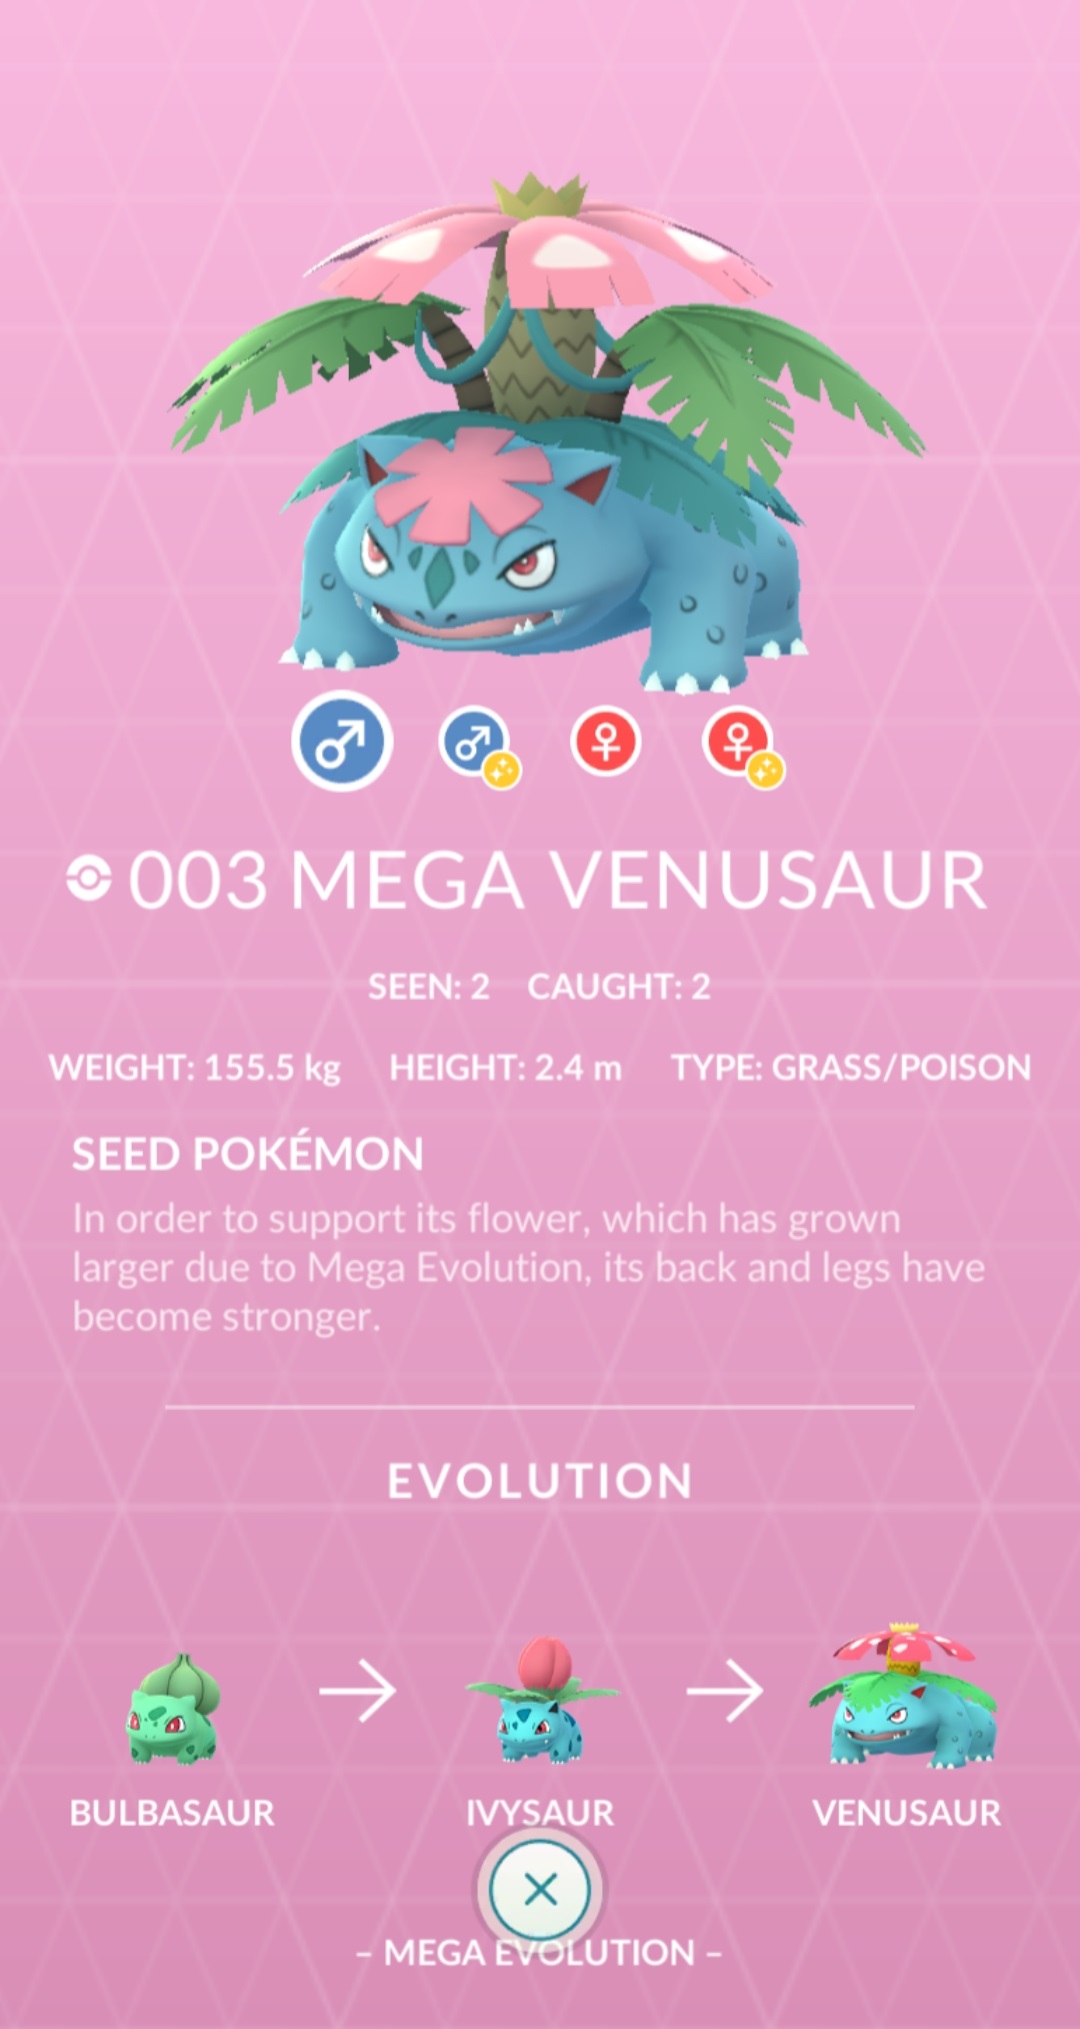 003 MEGA VENUSAUR
SEEN: 2 CAUGHT: 2
WEIGHT: 155.5 kg HEIGHT: 2.4 m TYPE: GRASS/POISON
SEED POKÉMON
In order to support its flower, which has grown
larger due to Mega Evolution, its back and legs have
become stronger.
EVOLUTION
BULBASAUR IVYSAUR VENUSAUR
– MEGA EVOLUTION –